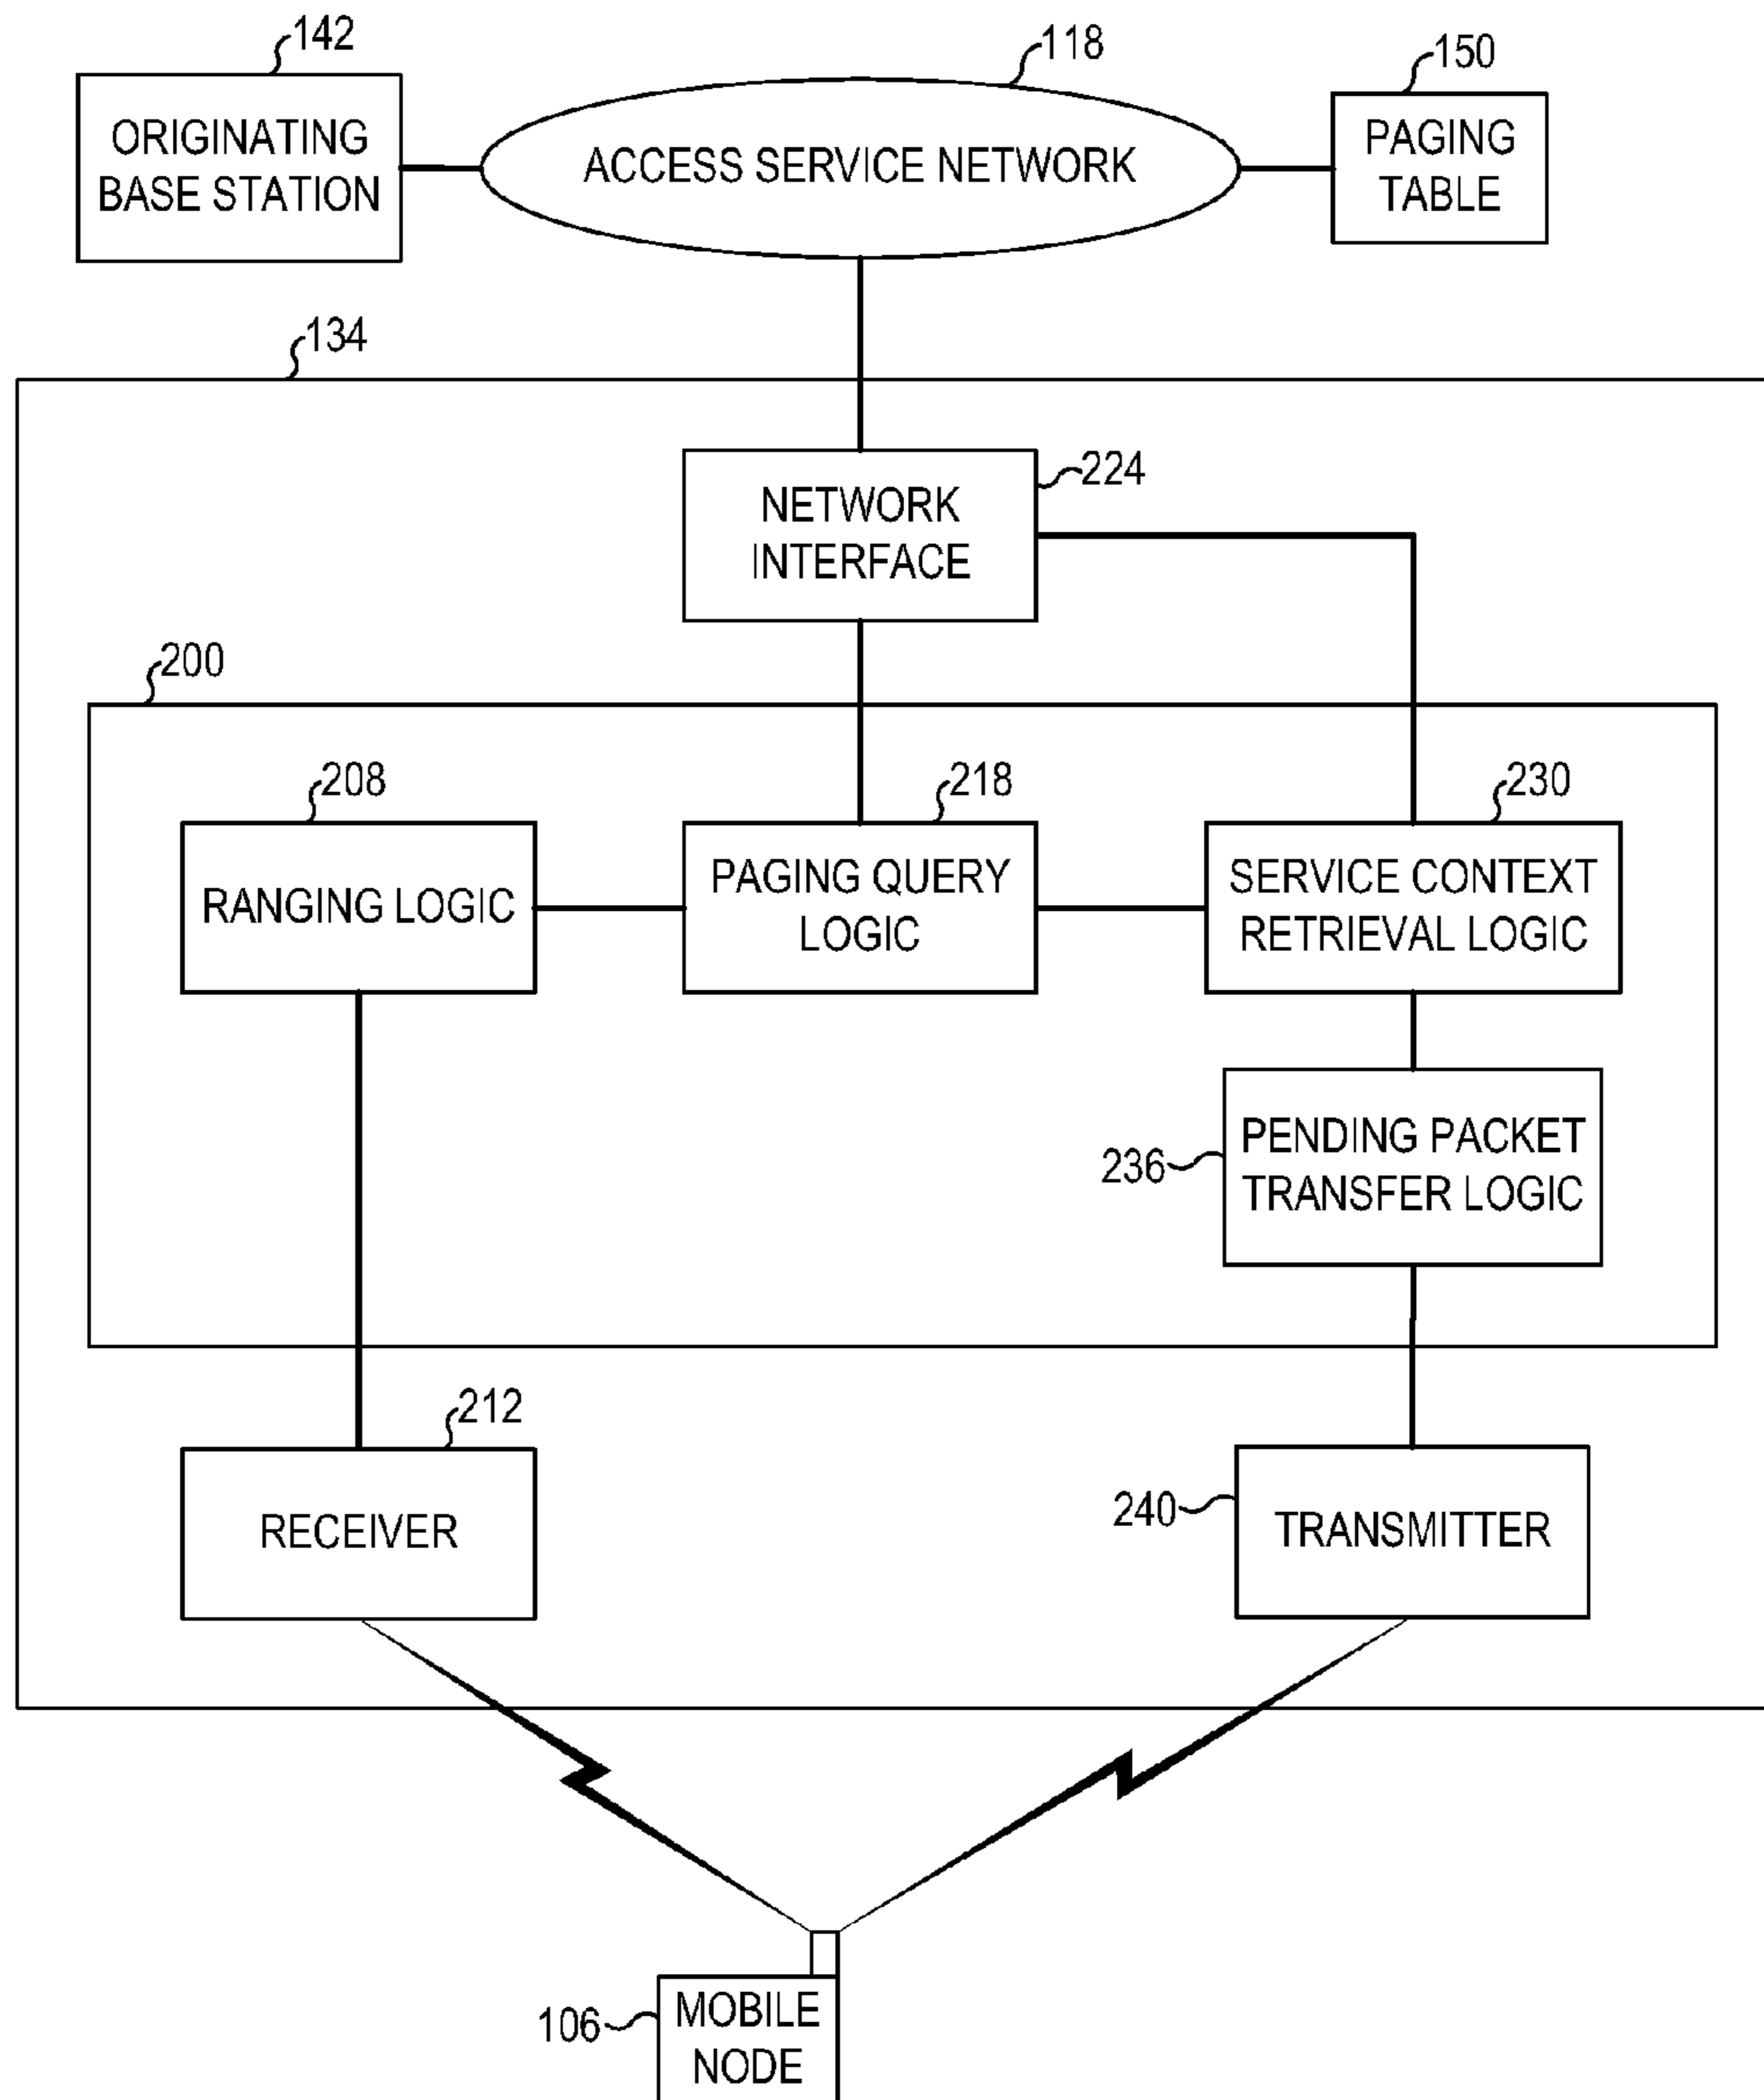 142
118
150
ORIGINATING
BASE STATION
ACCESS SERVICE NETWORK
PAGING
TABLE
134
224
NETWORK
INTERFACE
200
208
218
230
RANGING LOGIC
PAGING QUERY
LOGIC
SERVICE CONTEXT
RETRIEVAL LOGIC
236
PENDING PACKET
TRANSFER LOGIC
212
RECEIVER
240
TRANSMITTER
106
MOBILE
NODE